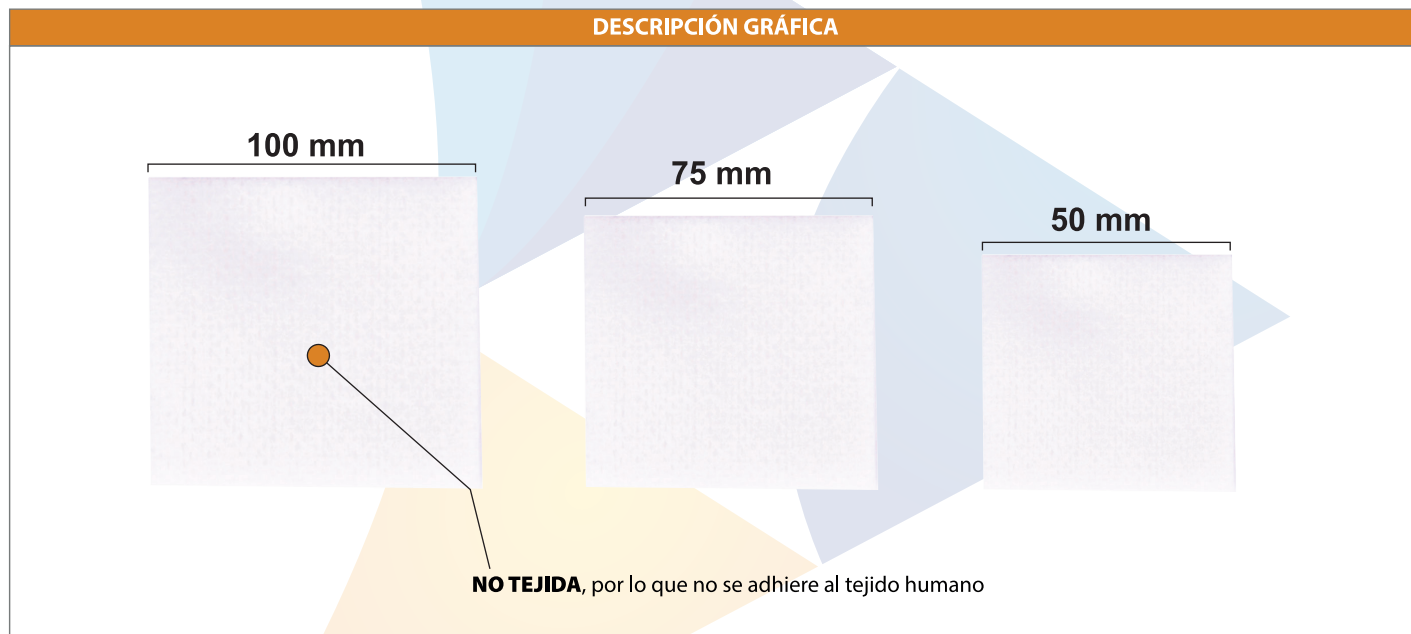 DESCRIPCIÓN GRÁFICA
100 mm
75 mm
50 mm
NO TEJIDA, por lo que no se adhiere al tejido humano